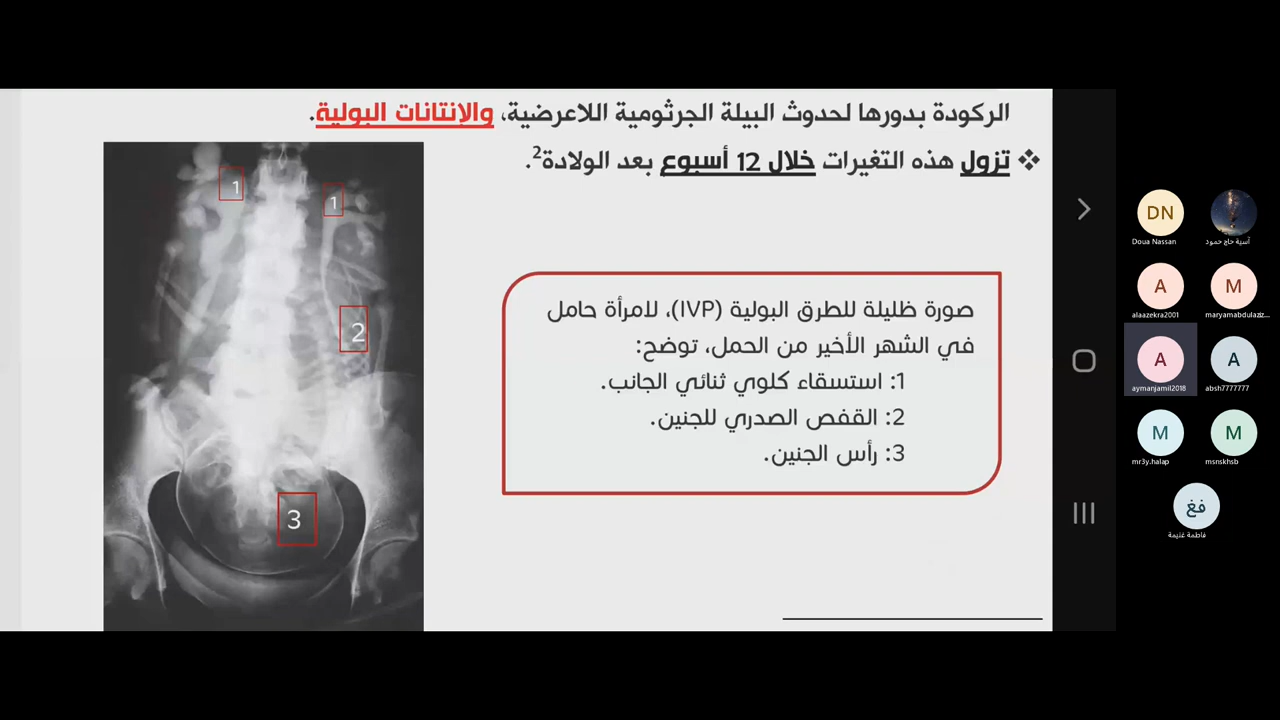 الركودة بدورها لحدوث البيلة الجرثومية اللاعرضية، والانتانات البولية.
❖ تزول هذه التغيرات خلال 12 أسبوع بعد الولادة2.
صورة ظليلة للطرق البولية (IVP)، لامرأة حامل
في الشهر الأخير من الحمل، توضح:
1: استسقاء كلوي ثنائي الجانب.
2: القفص الصدري للجنين.
3: رأس الجنين.
1
1
2
3
DN
Doua Nassan
آسية حاج حمود
A
alaazekra2001
M
maryamabdulaziz...
A
aymanjamil2018
A
absh7777777
M
mr3y.halap
M
msnskhsb
فغ
فاطمة غنيمة